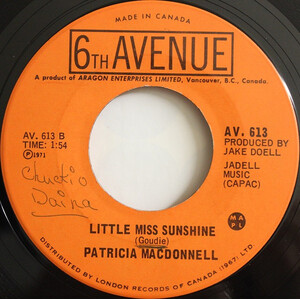 MADE IN CANADA
6TH AVENUE
A product of ARAGON ENTERPRISES LIMITED, Vancouver, B.C., Canada.
AV. 613 B
TIME: 1:54
Ⓟ1971
AV. 613
PRODUCED BY
JAKE DOELL
JADELL
MUSIC
(CAPAC)
Daina
M A
P L
LITTLE MISS SUNSHINE
(Goudie)
PATRICIA MACDONNELL
DISTRIBUTED BY LONDON RECORDS OF CANADA (1967) LTD.